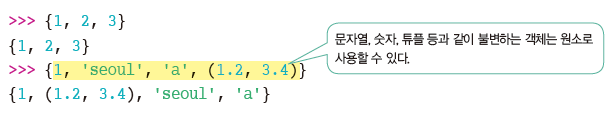 >>> {1, 2, 3}
{1, 2, 3}
>>> {1, 'seoul', 'a', (1.2, 3.4)}
{1, (1.2, 3.4), 'seoul', 'a'}
문자열, 숫자, 튜플 등과 같이 불변하는 객체는 원소로
사용할 수 있다.